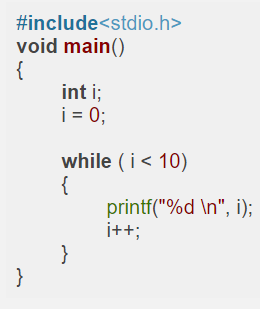 #include<stdio.h>
void main()
{
int i;
i = 0;
while ( i < 10)
{
printf("%d \n", i);
i++;
}
}